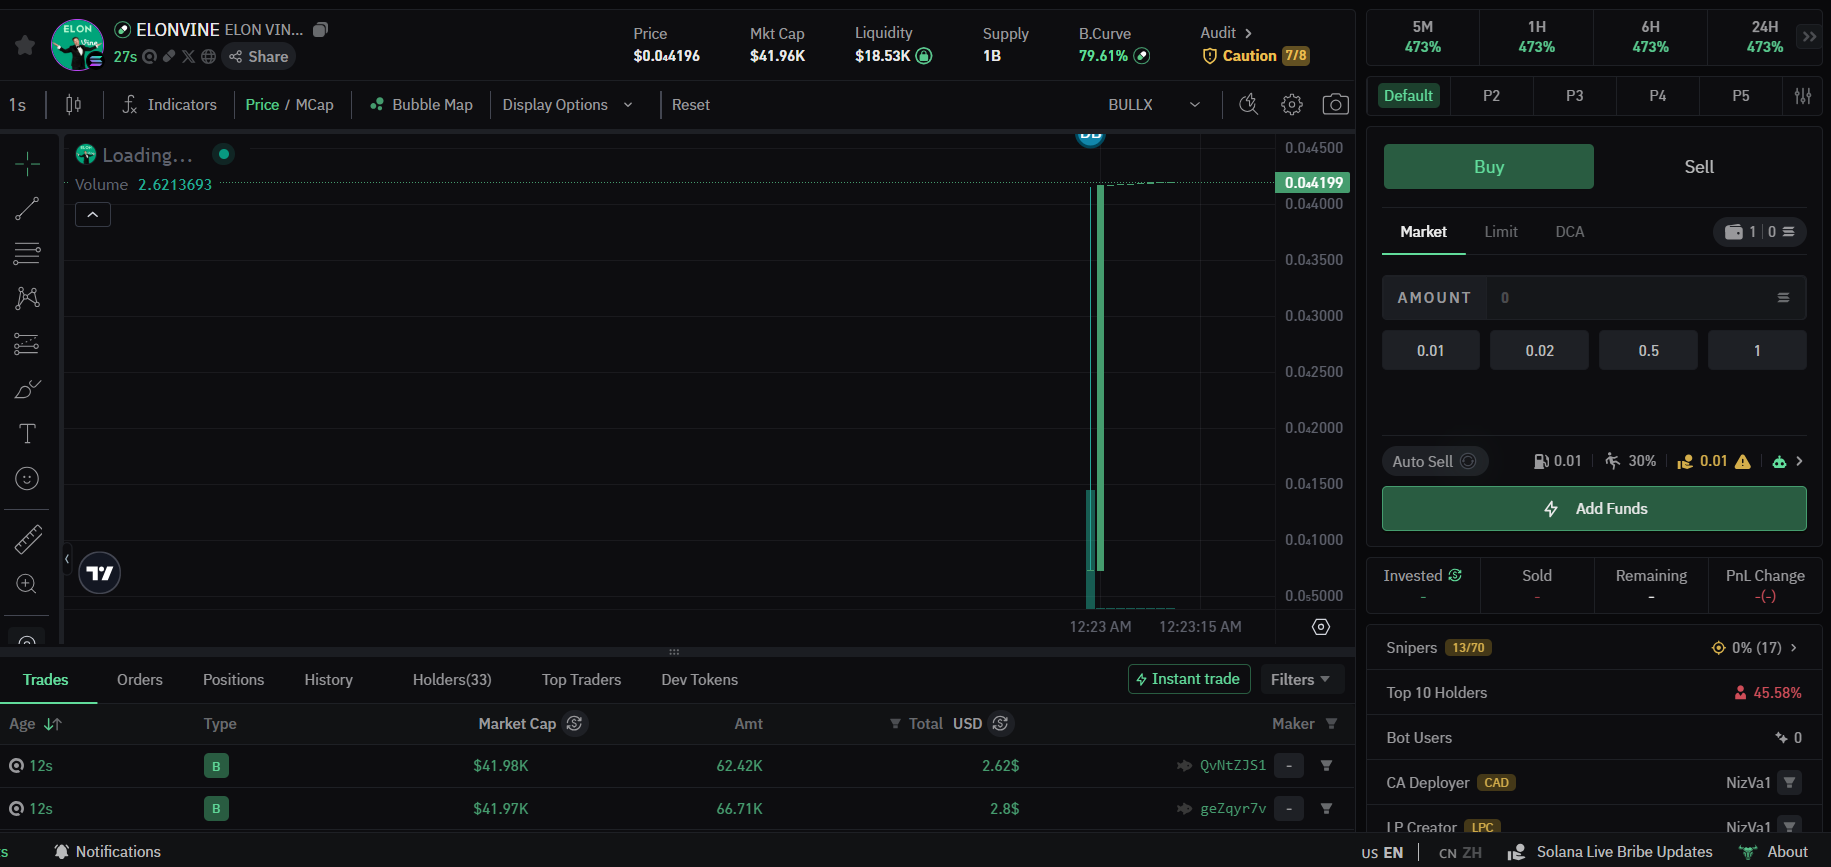 ELON
Vine
ELONVINE ELON VIN...
27s Share
Price
$0.0₄4196
Mkt Cap
$41.96K
Liquidity
$18.53K
Supply
1B
B.Curve
79.61%
Audit
Caution 7/8
5M
473%
1H
473%
6H
473%
24H
473%
1s Indicators Price / MCap Bubble Map Display Options Reset BULLX
Default P2 P3 P4 P5
Loading...
Volume 2.6213693
DB
0.0₄4500
0.0₄4199
0.0₄4000
0.0₄3500
0.0₄3000
0.0₄2500
0.0₄2000
0.0₄1500
0.0₄1000
0.0₅5000
12:23 AM 12:23:15 AM
Buy Sell
Market Limit DCA 1 | 0
AMOUNT 0
0.01 0.02 0.5 1
Auto Sell 0.01 30% 0.01
Add Funds
Invested
-
Sold
-
Remaining
-
PnL Change
-(-)
Snipers 13/70 0% (17)
Top 10 Holders 45.58%
Bot Users 0
CA Deployer CAD NizVa1
LP Creator LPC NizVa1
Trades Orders Positions History Holders(33) Top Traders Dev Tokens Instant trade Filters
Age Type Market Cap Amt Total USD Maker
12s B $41.98K 62.42K 2.62$ QvNtZJS1 -
12s B $41.97K 66.71K 2.8$ geZqyr7v -
s Notifications US EN CN ZH Solana Live Bribe Updates About